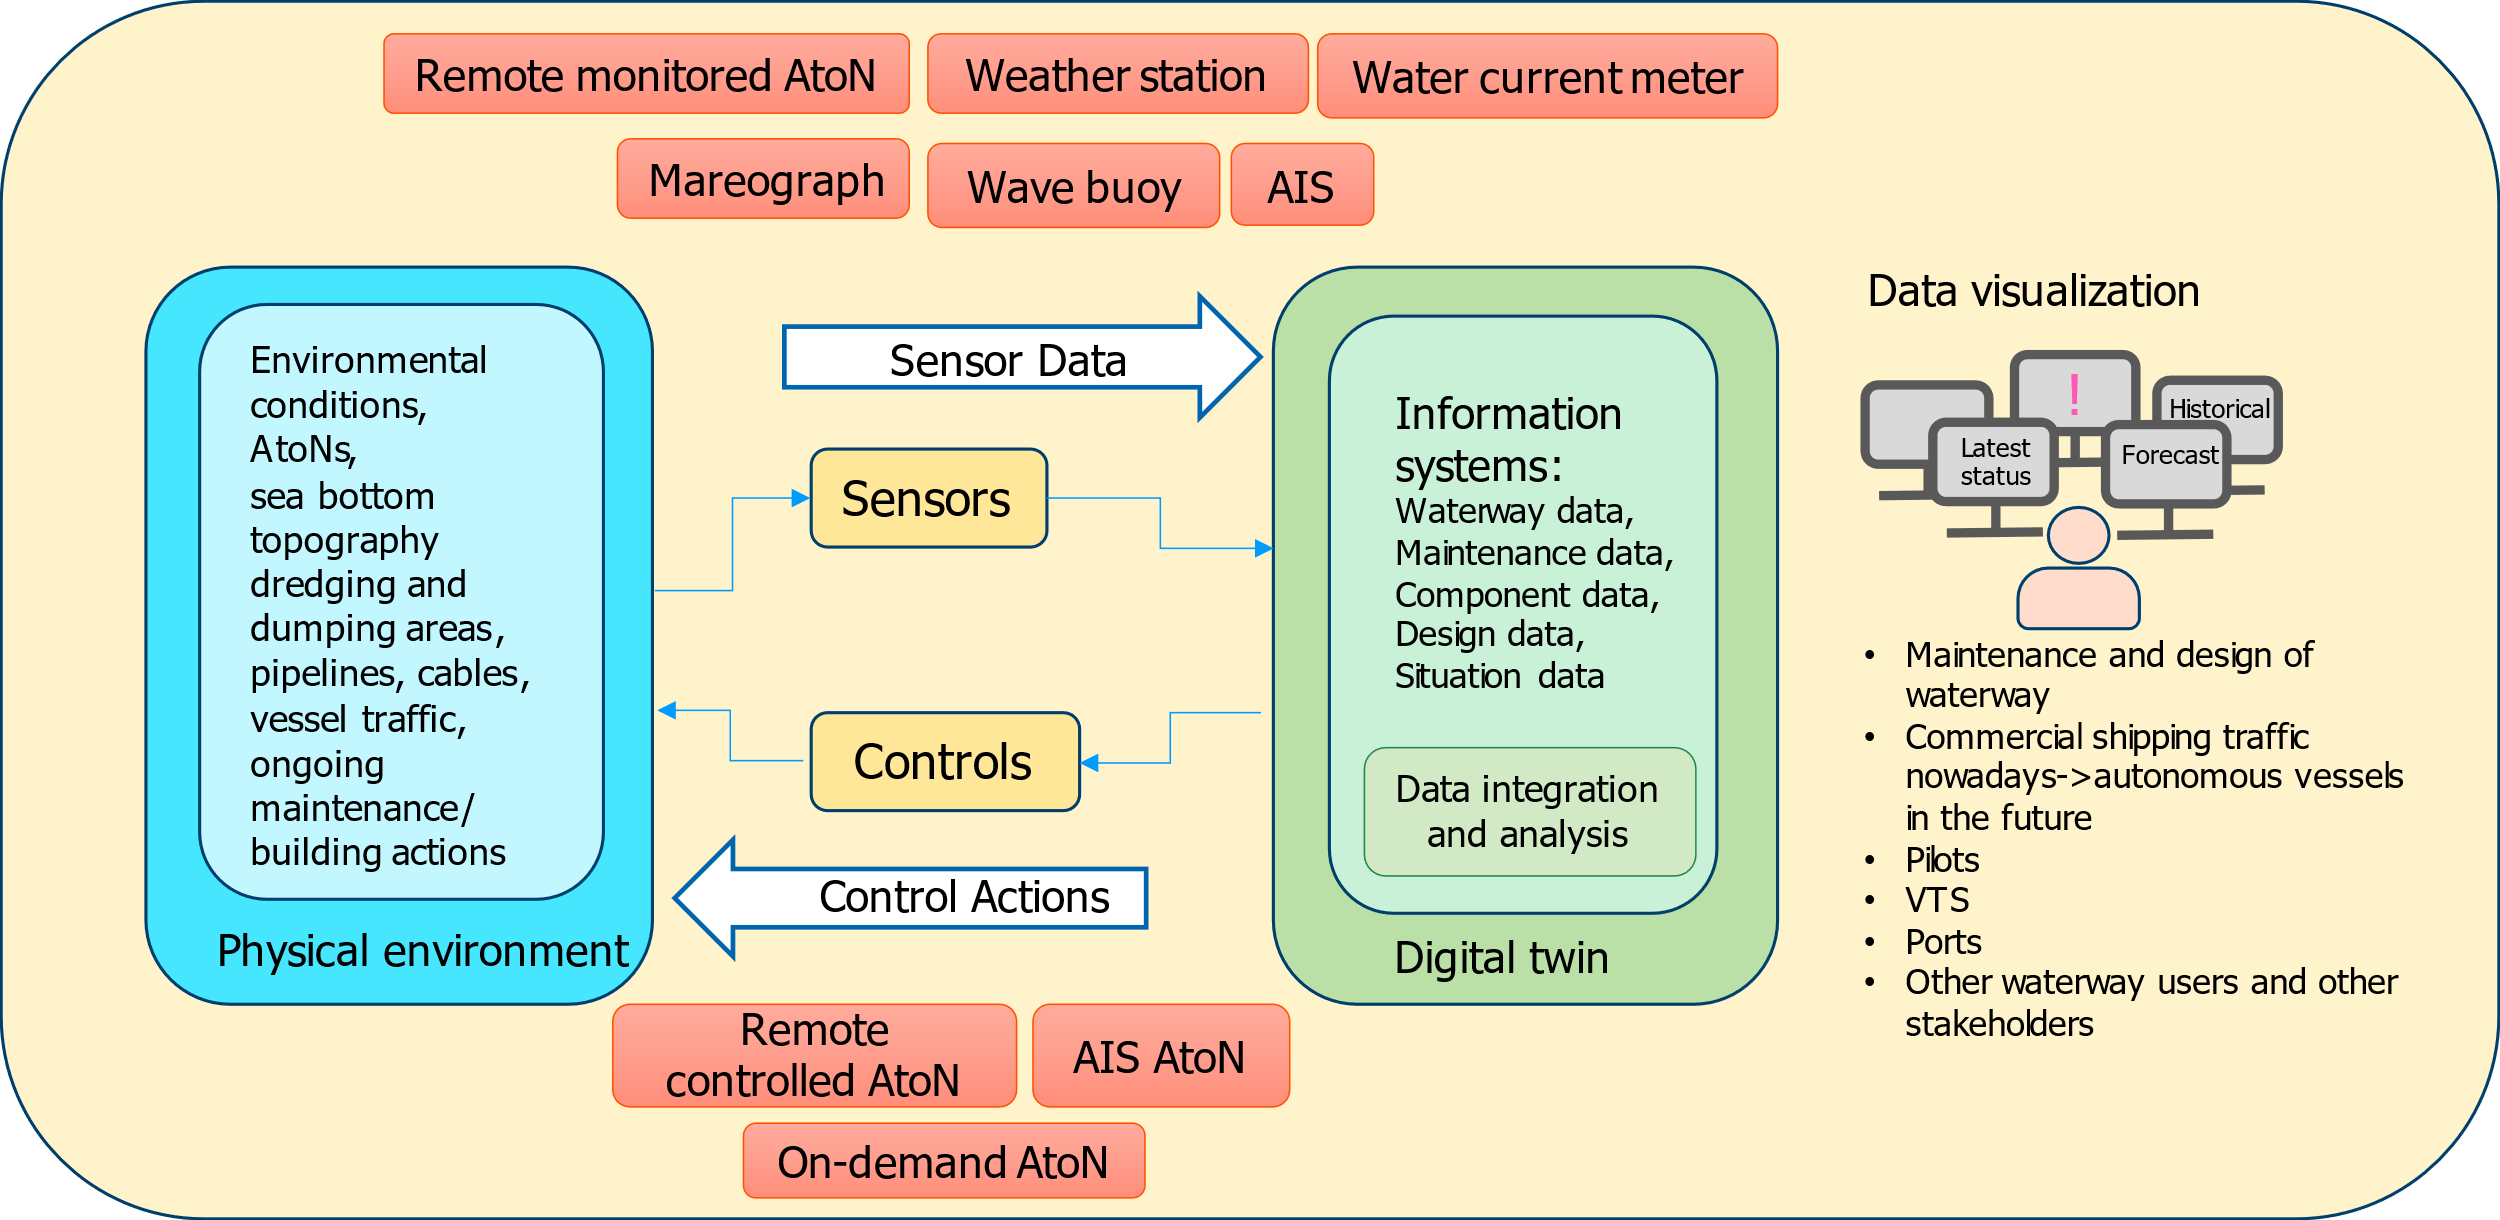 Remote monitored AtoN
Weather station
Water current meter
Mareograph
Wave buoy
AIS
Environmental
conditions,
AtoNs,
sea bottom
topography
dredging and
dumping areas,
pipelines, cables,
vessel traffic,
ongoing
maintenance/
building actions
Physical environment
Sensor Data
Sensors
Controls
Control Actions
Information
systems:
Waterway data,
Maintenance data,
Component data,
Design data,
Situation data
Data integration
and analysis
Digital twin
Data visualization
!
Historical
Latest
status
Forecast
• Maintenance and design of
waterway
• Commercial shipping traffic
nowadays->autonomous vessels
in the future
• Pilots
• VTS
• Ports
• Other waterway users and other
stakeholders
Remote
controlled AtoN
AIS AtoN
On-demand AtoN